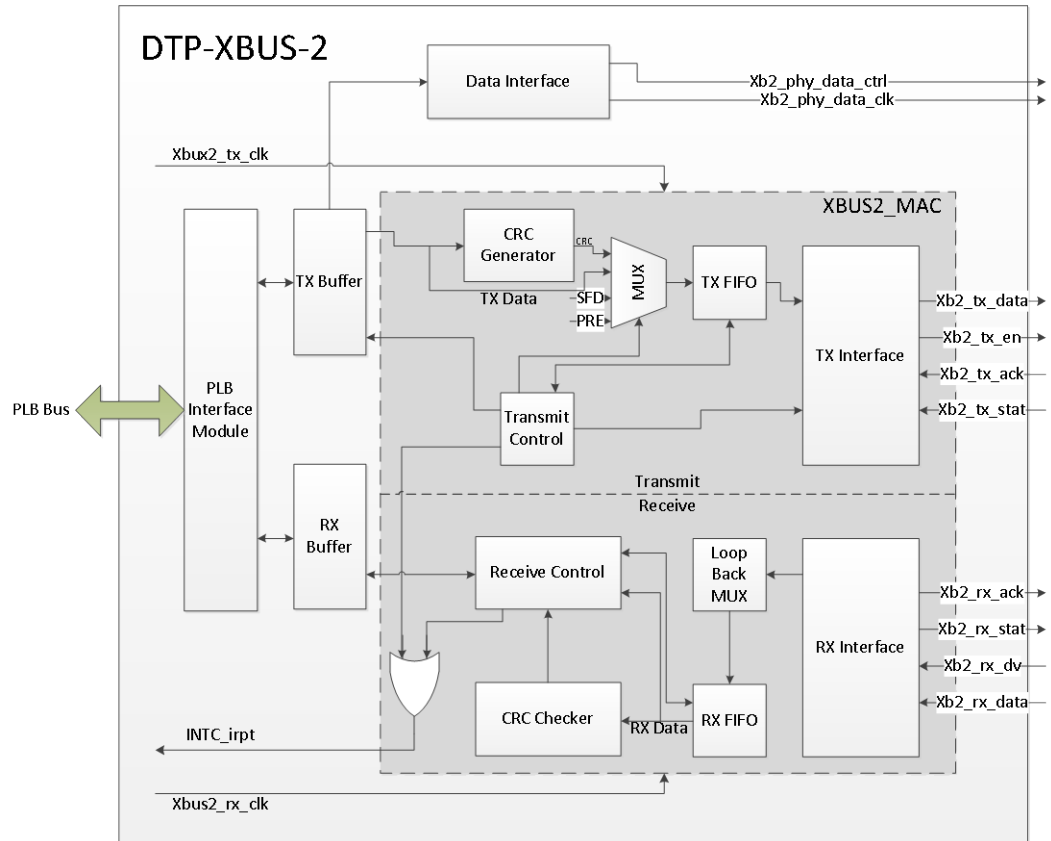 DTP-XBUS-2
Data Interface
Xb2_phy_data_ctrl
Xb2_phy_data_clk
Xbux2_tx_clk
XBUS2_MAC
CRC
Generator
CRC
MUX
TX FIFO
TX Buffer
TX Data
SFD
PRE
TX Interface
Xb2_tx_data
Xb2_tx_en
Xb2_tx_ack
Xb2_tx_stat
PLB Bus
PLB
Interface
Module
Transmit
Control
Transmit
Receive
RX
Buffer
Receive Control
Loop
Back
MUX
RX Interface
Xb2_rx_ack
Xb2_rx_stat
Xb2_rx_dv
Xb2_rx_data
CRC Checker
RX Data
RX FIFO
INTC_irpt
Xbus2_rx_clk